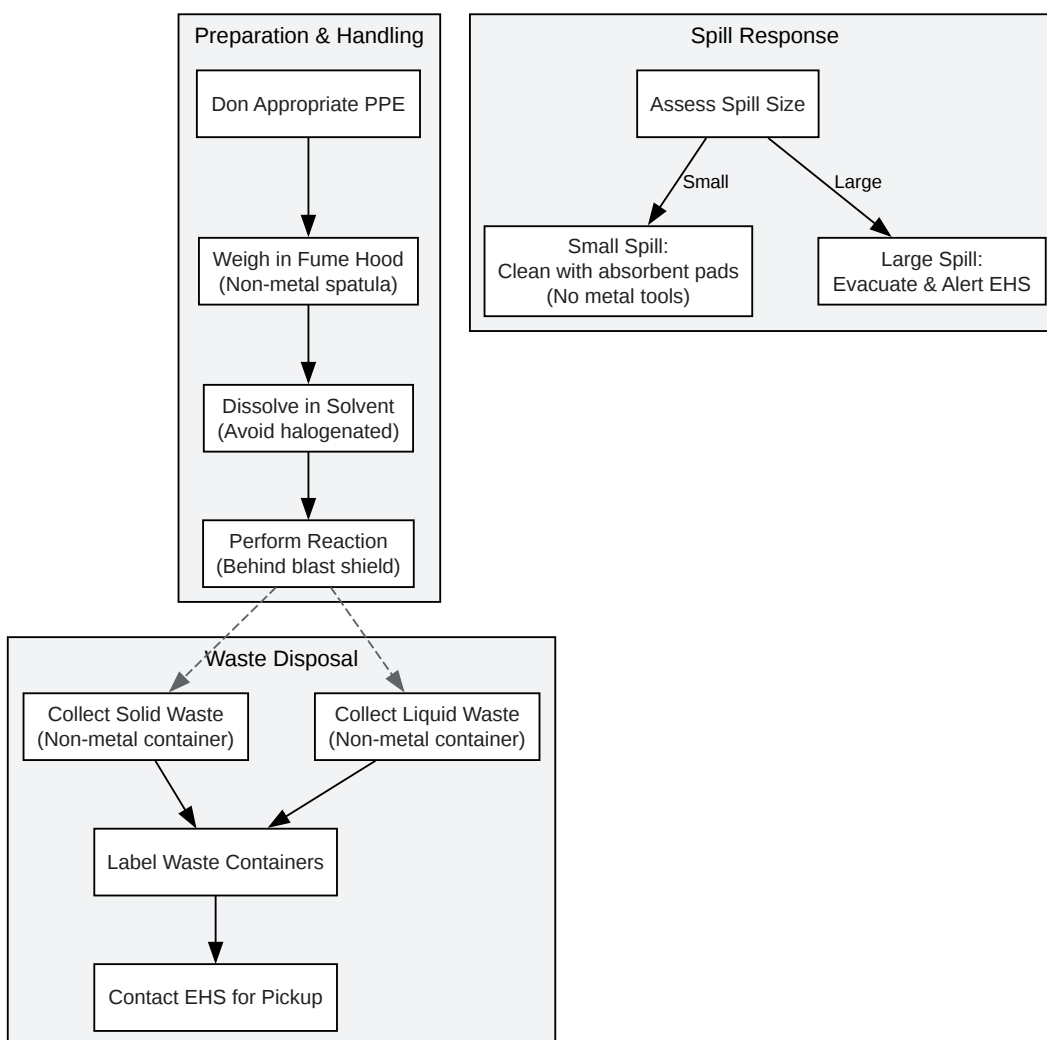 Preparation & Handling
Don Appropriate PPE
Weigh in Fume Hood
(Non-metal spatula)
Dissolve in Solvent
(Avoid halogenated)
Perform Reaction
(Behind blast shield)
Spill Response
Assess Spill Size
Small
Large
Small Spill:
Clean with absorbent pads
(No metal tools)
Large Spill:
Evacuate & Alert EHS
Waste Disposal
Collect Solid Waste
(Non-metal container)
Collect Liquid Waste
(Non-metal container)
Label Waste Containers
Contact EHS for Pickup